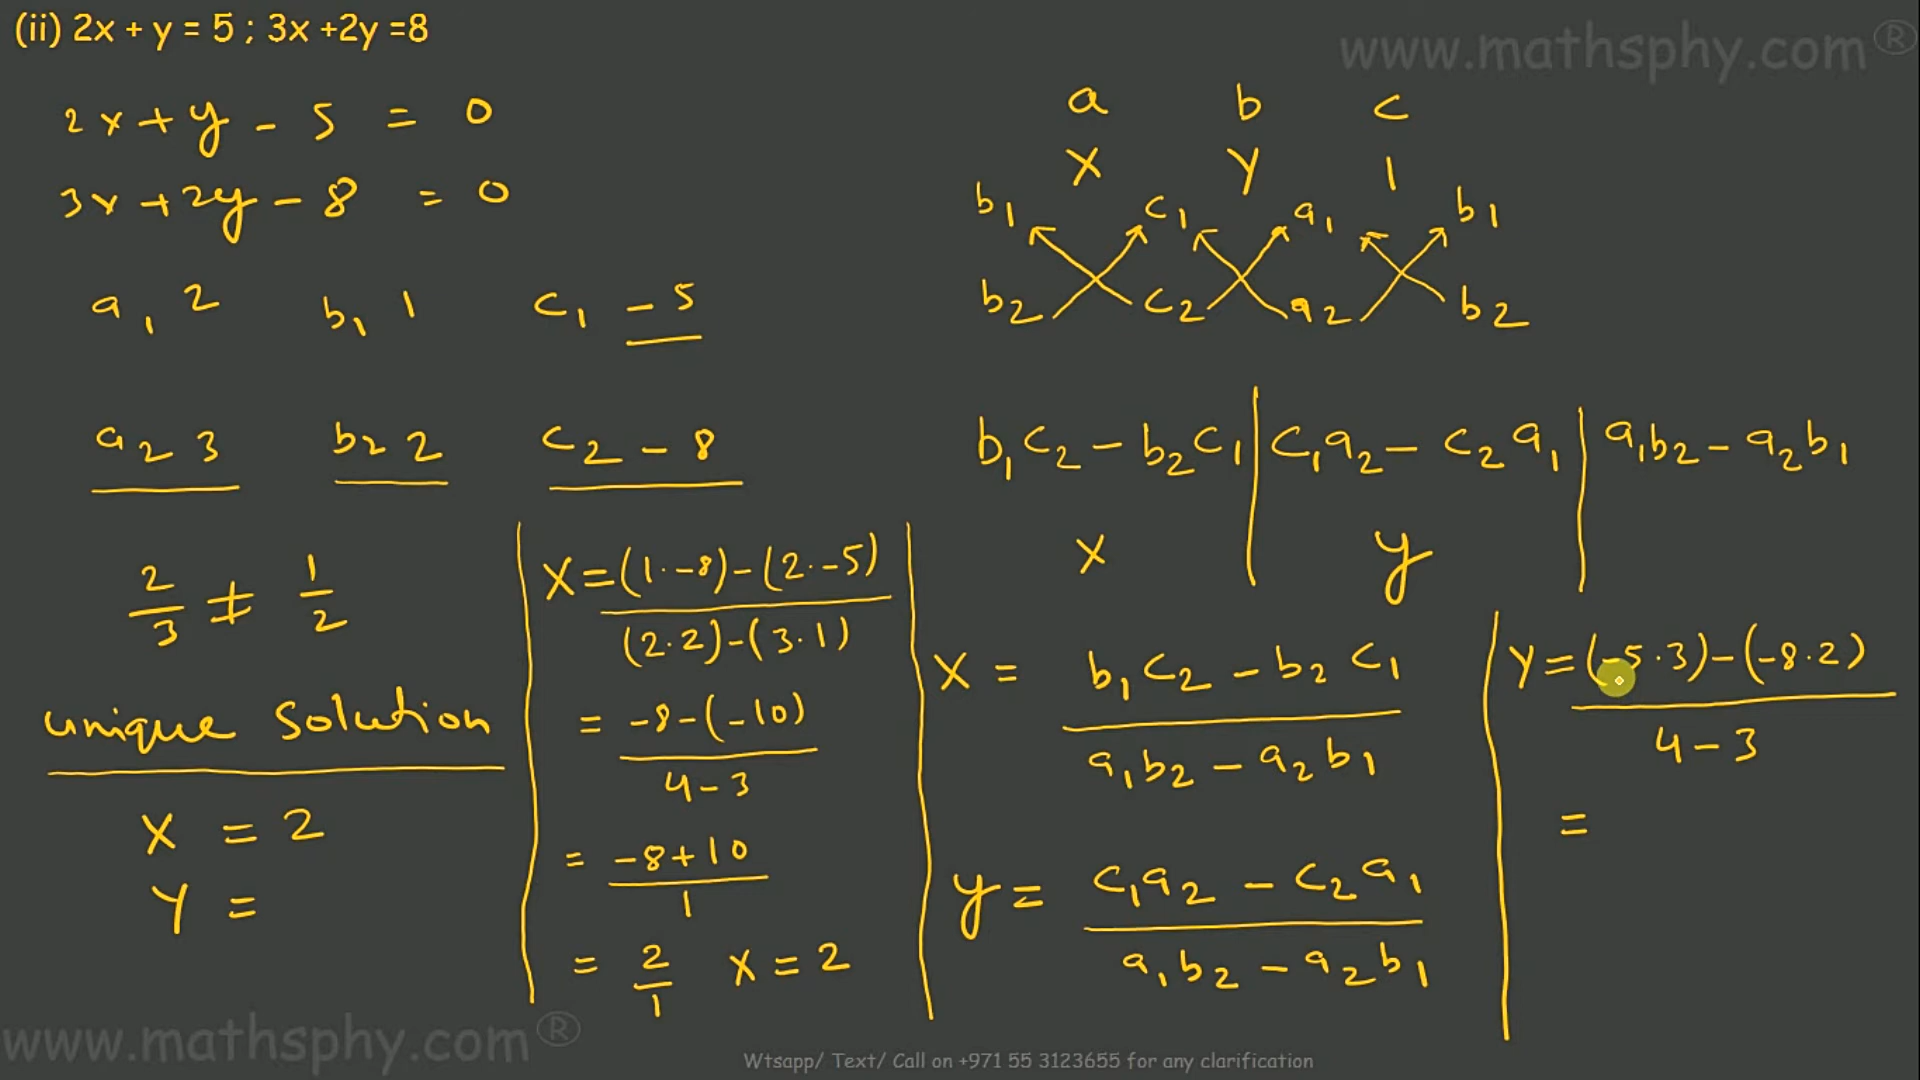 (ii) 2x + y = 5 ; 3x +2y =8
www.mathsphy.com®
2x + y - 5 = 0
3x + 2y - 8 = 0
a1 2 b1 1 c1 -5
a2 3 b2 2 c2 -8
2/3 ≠ 1/2
unique solution
x = 2
Y =
a b c
X Y 1
b1 c1 a1 b1
b2 c2 a2 b2
b1c2 - b2c1 | c1a2 - c2a1 | a1b2 - a2b1
x y
X = (1.-8)-(2.-5)
(2.2)-(3.1)
= -8-(-10)
4-3
= -8+10
1
= 2/1 X = 2
X = b1c2 - b2c1
a1b2 - a2b1
y = c1a2 - c2a1
a1b2 - a2b1
Y = (-5.3)-(-8.2)
4-3
=
www.mathsphy.com®
Wtsapp/ Text/ Call on +971 55 3123655 for any clarification